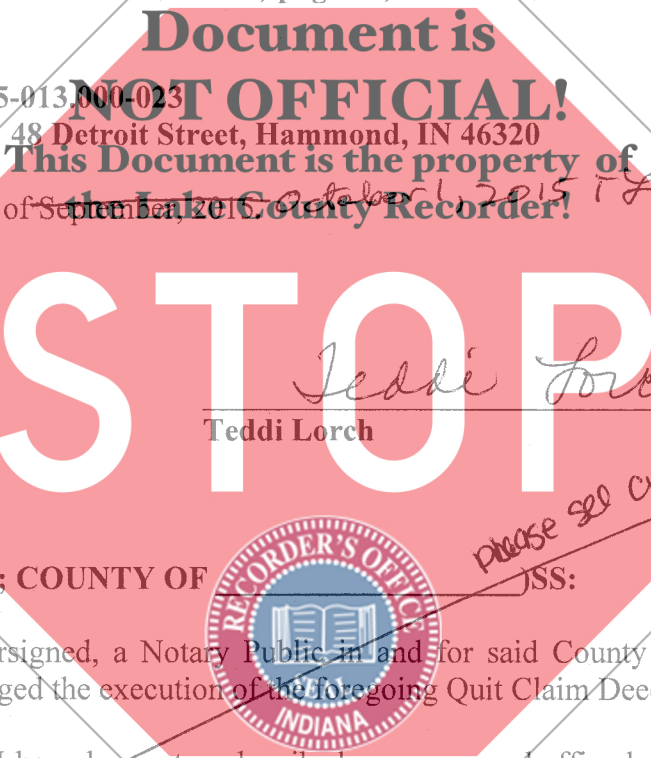 Document is
NOT OFFICIAL!
5-013.000-023
48 Detroit Street, Hammond, IN 46320
This Document is the property of
the Lake County Recorder!
of September, 2015. October 1, 2015
STOP
Teddi
Teddi Lorch
please see
; COUNTY OF )SS:
RECORDER'S OFFICE
SEAL
INDIANA
rsigned, a Notary Public in and for said County
ged the execution of the foregoing Quit Claim Deed